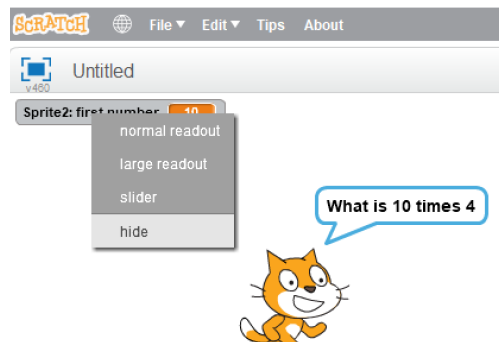 SCRATCH File▼ Edit▼ Tips About
v460 Untitled
Sprite2: first number 10
normal readout
large readout
slider
hide
What is 10 times 4